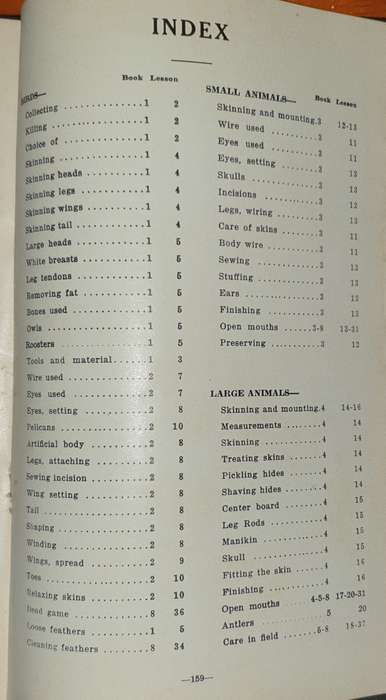 INDEX
Book Lesson
BIRDS—
Collecting ............1 2
Killing ...............1 2
Choice of .............1 2
Skinning ..............1 4
Skinning heads ........1 4
Skinning legs .........1 4
Skinning wings ........1 4
Skinning tail .........1 4
Large heads ...........1 5
White breasts .........1 5
Leg tendons ...........1 5
Removing fat ..........1 5
Bones used ............1 5
Owls ..................1 5
Roosters ..............1 5
Tools and material.....1 3
Wire used .............2 7
Eyes used .............2 7
Eyes, setting .........2 8
Pelicans ..............2 10
Artificial body .......2 8
Legs, attaching .......2 8
Sewing incision .......2 8
Wing setting ..........2 8
Tail ..................2 8
Shaping ...............2 8
Winding ...............2 8
Wings, spread .........2 9
Toes ..................2 10
Relaxing skins ........2 10
Dead game .............8 36
Loose feathers ........1 5
Cleaning feathers .....8 34
Book Lesson
SMALL ANIMALS—
Skinning and mounting.3 12-13
Wire used ..........3 11
Eyes used ..........3 11
Eyes, setting ......3 13
Skulls .............3 13
Incisions ..........3 12
Legs, wiring .......3 13
Care of skins ......3 11
Body wire ..........3 11
Sewing .............3 13
Stuffing ...........3 13
Ears ...............3 13
Finishing ..........3 13
Open mouths ......3-8 13-31
Preserving .........3 12
LARGE ANIMALS—
Skinning and mounting.4 14-16
Measurements ........4 14
Skinning ............4 14
Treating skins ......4 14
Pickling hides ......4 14
Shaving hides .......4 14
Center board ........4 15
Leg Rods ............4 15
Manikin .............4 15
Skull ...............4 15
Fitting the skin ....4 16
Finishing ...........4 16
Open mouths ......4-5-8 17-20-31
Antlers ............5 20
Care in field .......5-8 18-37
—159—